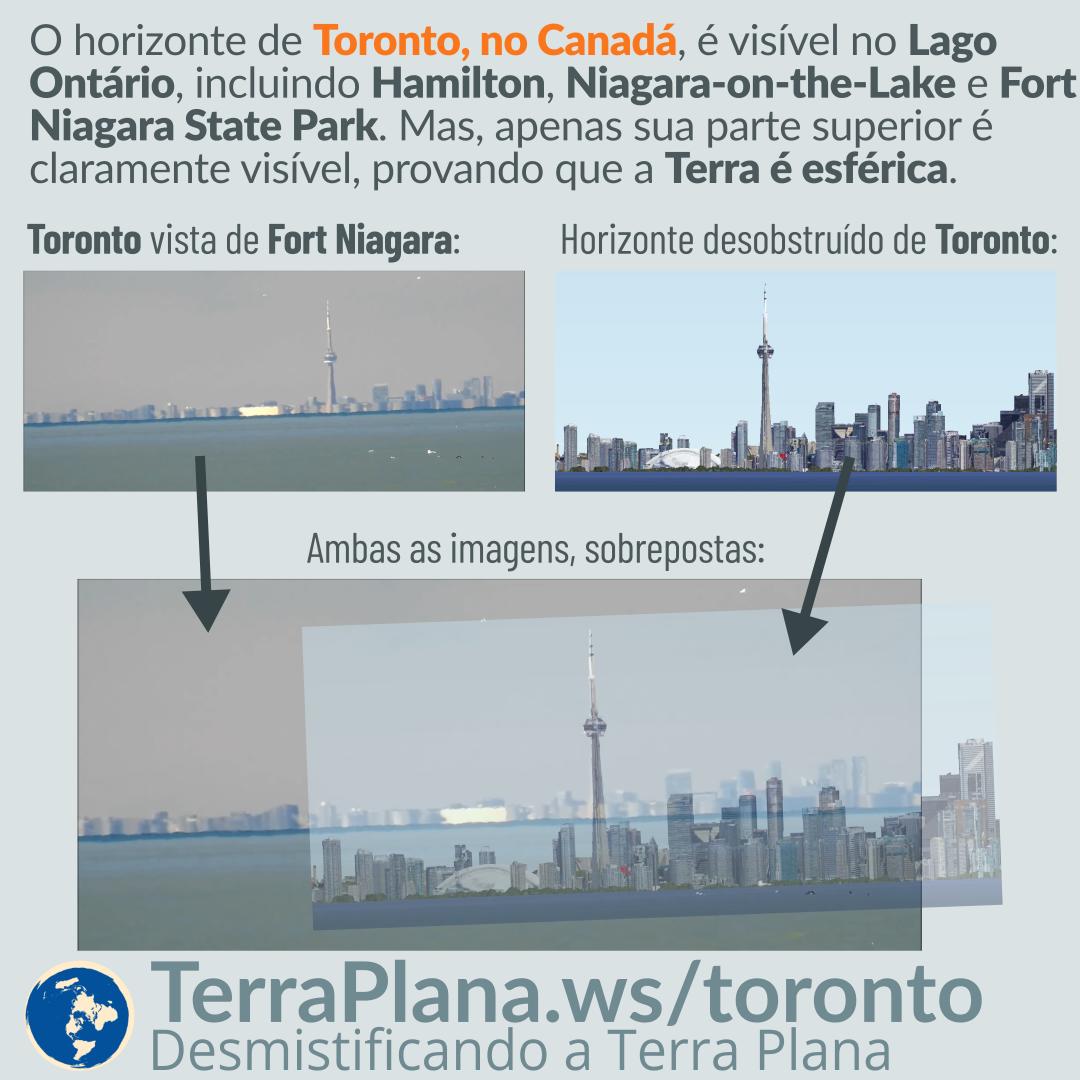 O horizonte de Toronto, no Canadá, é visível no Lago
Ontário, incluindo Hamilton, Niagara-on-the-Lake e Fort
Niagara State Park. Mas, apenas sua parte superior é
claramente visível, provando que a Terra é esférica.
Toronto vista de Fort Niagara:
Horizonte desobstruído de Toronto:
Ambas as imagens, sobrepostas:
TerraPlana.ws/toronto
Desmistificando a Terra Plana